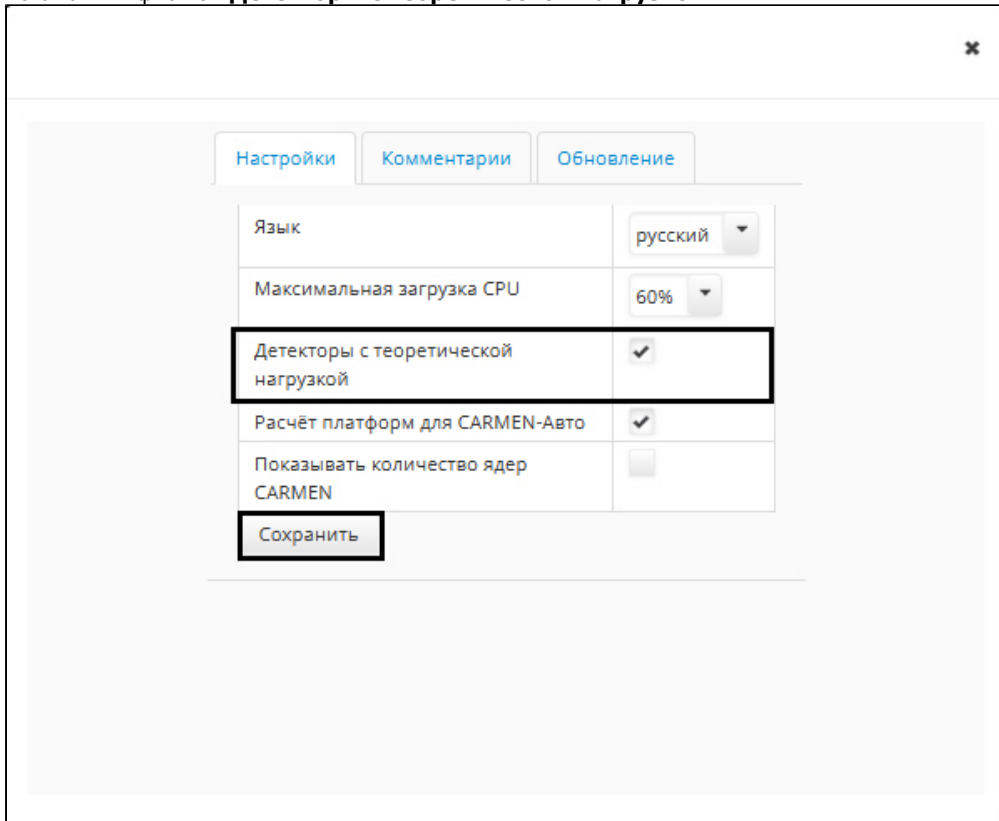 Настройки
Комментарии
Обновление
Язык
русский
Максимальная загрузка CPU
60%
Детекторы с теоретической
нагрузкой
Расчёт платформ для CARMEN-Авто
Показывать количество ядер
CARMEN
Сохранить